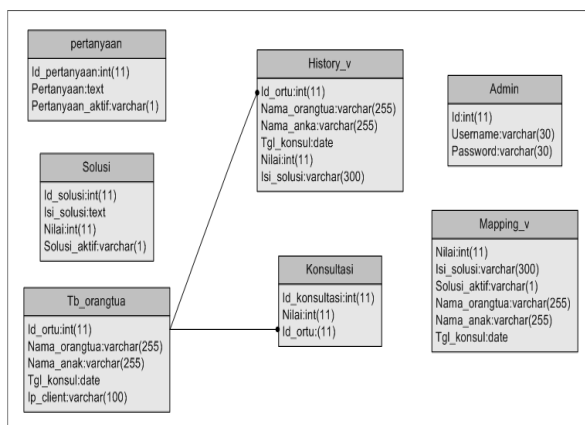 pertanyaan
Id_pertanyaan:int(11)
Pertanyaan:text
Pertanyaan_aktif:varchar(1)
Solusi
Id_solusi:int(11)
Isi_solusi:text
Nilai:int(11)
Solusi_aktif:varchar(1)
Tb_orangtua
Id_ortu:int(11)
Nama_orangtua:varchar(255)
Nama_anak:varchar(255)
Tgl_konsul:date
Ip_client:varchar(100)
History_v
Id_ortu:int(11)
Nama_orangtua:varchar(255)
Nama_anka:varchar(255)
Tgl_konsul:date
Nilai:int(11)
Isi_solusi:varchar(300)
Konsultasi
Id_konsultasi:int(11)
Nilai:int(11)
Id_ortu:(11)
Admin
Id:int(11)
Username:varchar(30)
Password:varchar(30)
Mapping_v
Nilai:int(11)
Isi_solusi:varchar(300)
Solusi_aktif:varchar(1)
Nama_orangtua:varchar(255)
Nama_anak:varchar(255)
Tgl_konsul:date